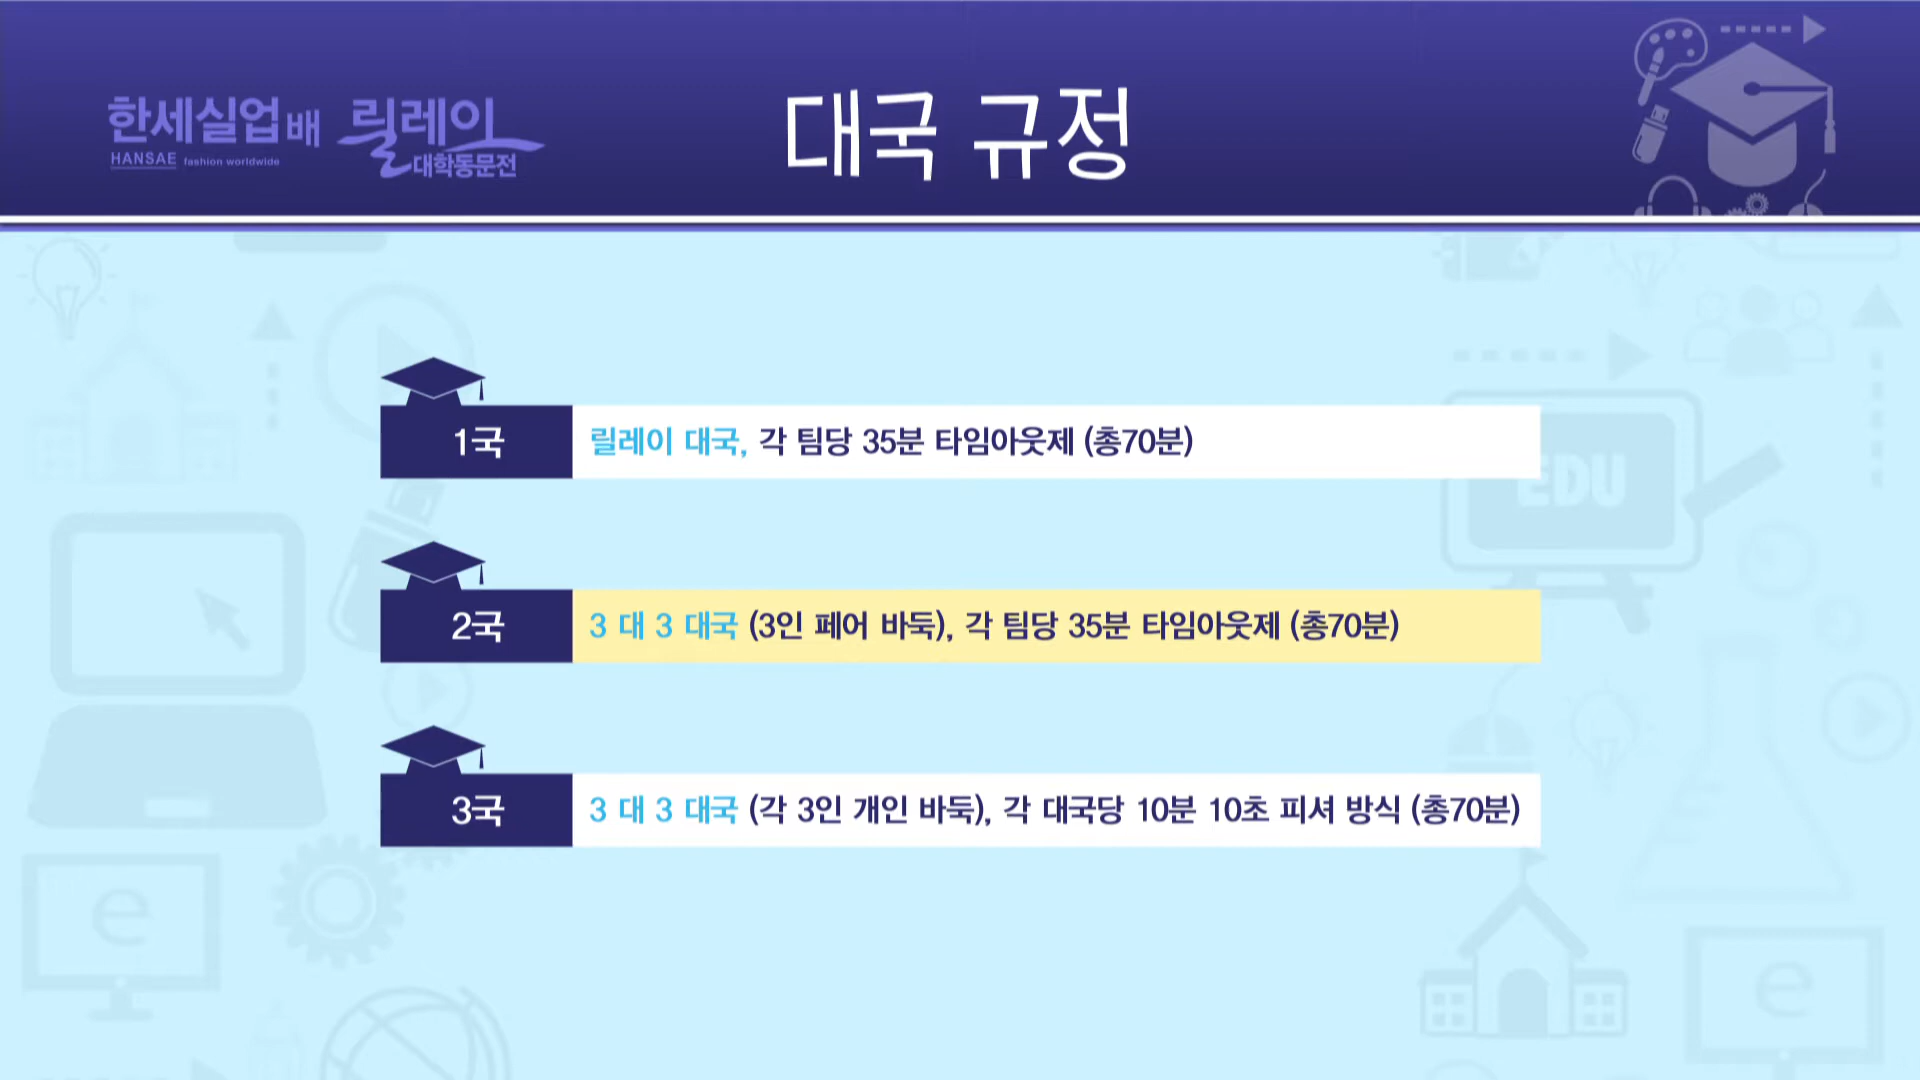 한세실업배 릴레이
HANSAE fashion worldwide
대학동문전
대국 규정
1국 릴레이 대국, 각 팀당 35분 타임아웃제 (총70분)
EDU
2국 3 대 3 대국 (3인 페어 바둑), 각 팀당 35분 타임아웃제 (총70분)
3국 3 대 3 대국 (각 3인 개인 바둑), 각 대국당 10분 10초 피셔 방식 (총70분)
e
e